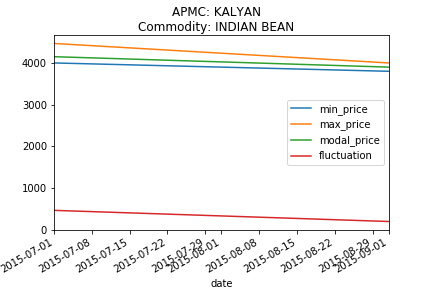 APMC: KALYAN
Commodity: INDIAN BEAN
4000
3000
2000
1000
0
min_price
max_price
modal_price
fluctuation
2015-07-01
2015-07-08
2015-07-15
2015-07-22
2015-07-29
2015-08-01
2015-08-08
2015-08-15
2015-08-22
2015-08-29
2015-09-01
date